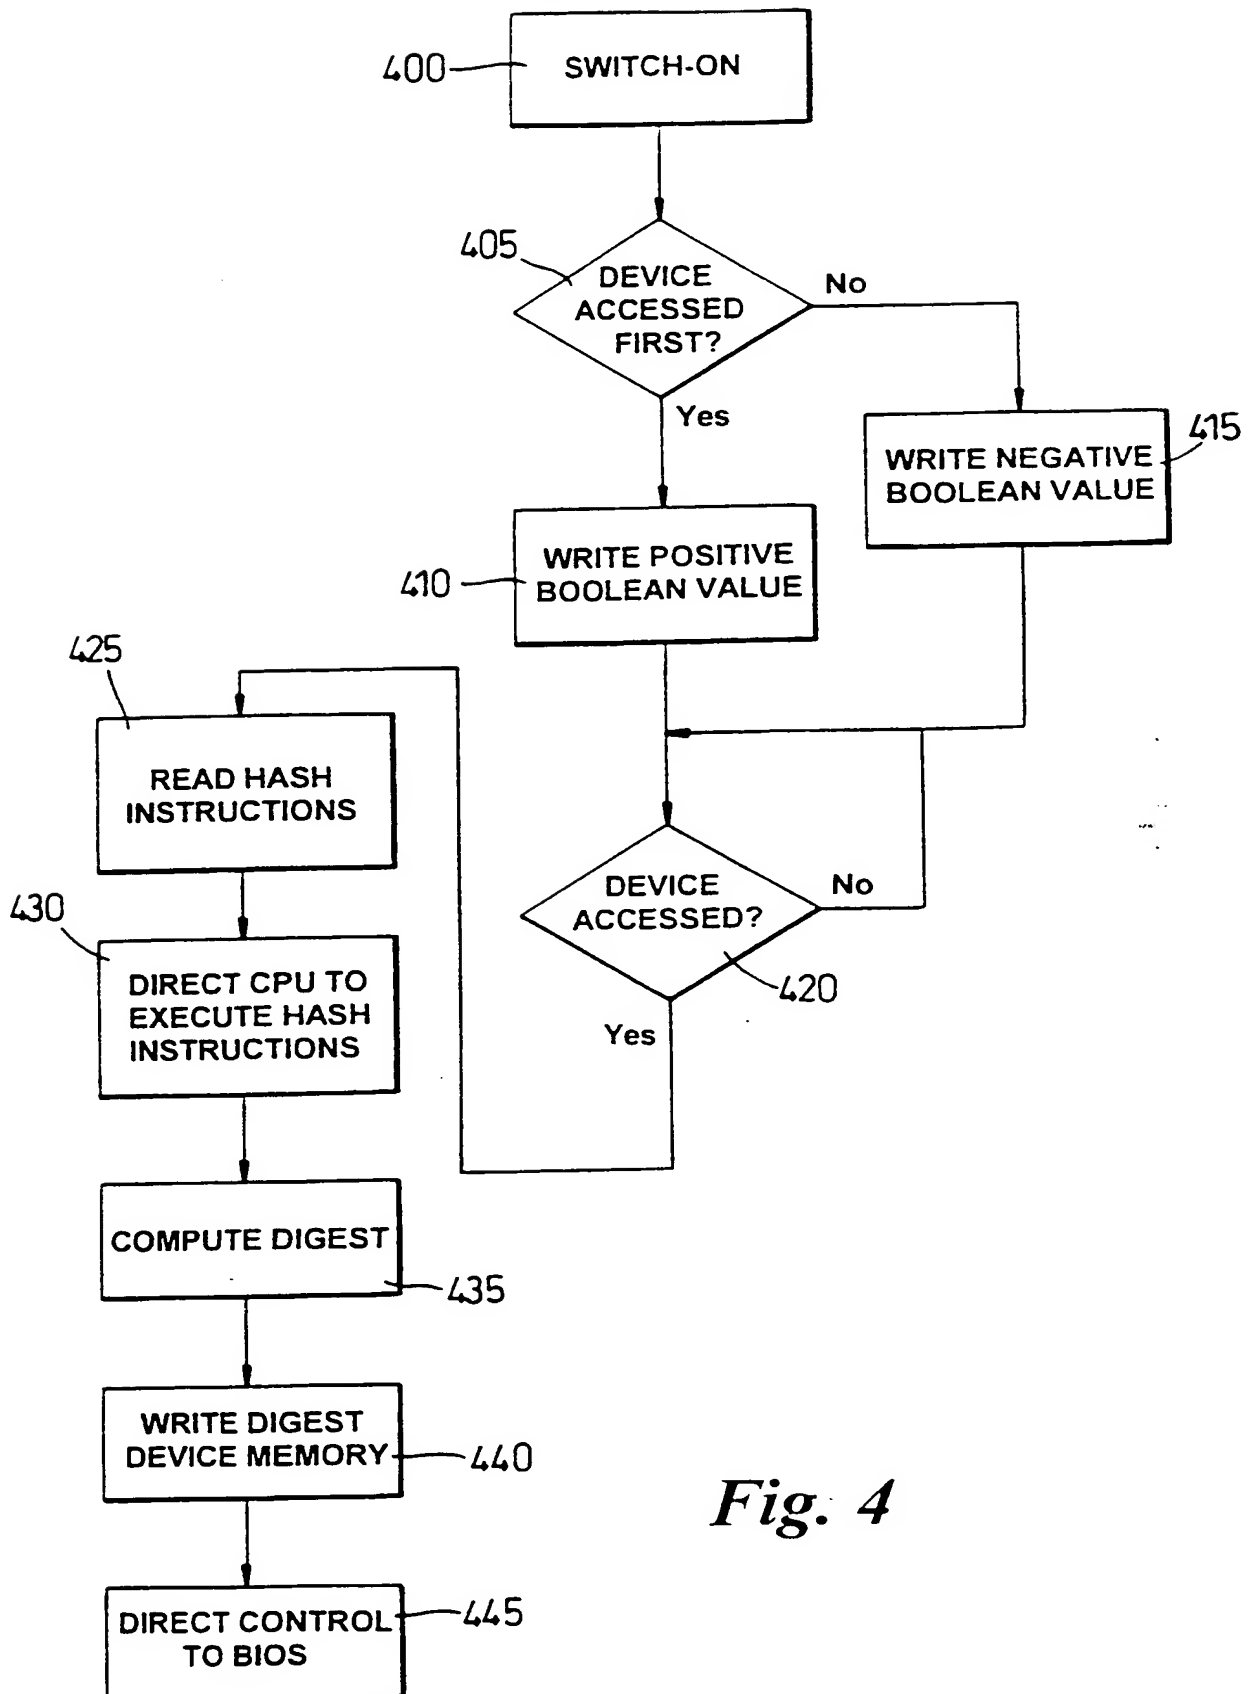 400
SWITCH-ON
405
DEVICE
ACCESSED
FIRST?
No
Yes
415
WRITE NEGATIVE
BOOLEAN VALUE
410
WRITE POSITIVE
BOOLEAN VALUE
425
READ HASH
INSTRUCTIONS
DEVICE
ACCESSED?
No
420
Yes
430
DIRECT CPU TO
EXECUTE HASH
INSTRUCTIONS
COMPUTE DIGEST
435
WRITE DIGEST
DEVICE MEMORY
440
DIRECT CONTROL
TO BIOS
445
Fig. 4